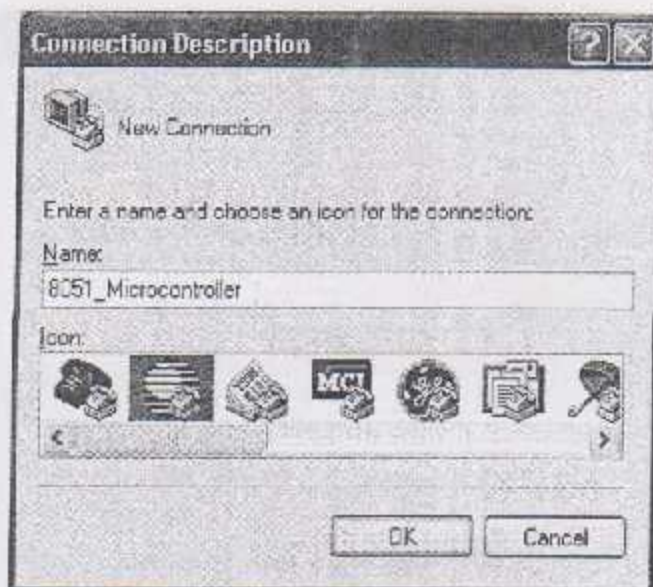 Connection Description
New Connection
Enter a name and choose an icon for the connection:
Name:
8051_Microcontroller
Icon:
MCI
OK
Cancel